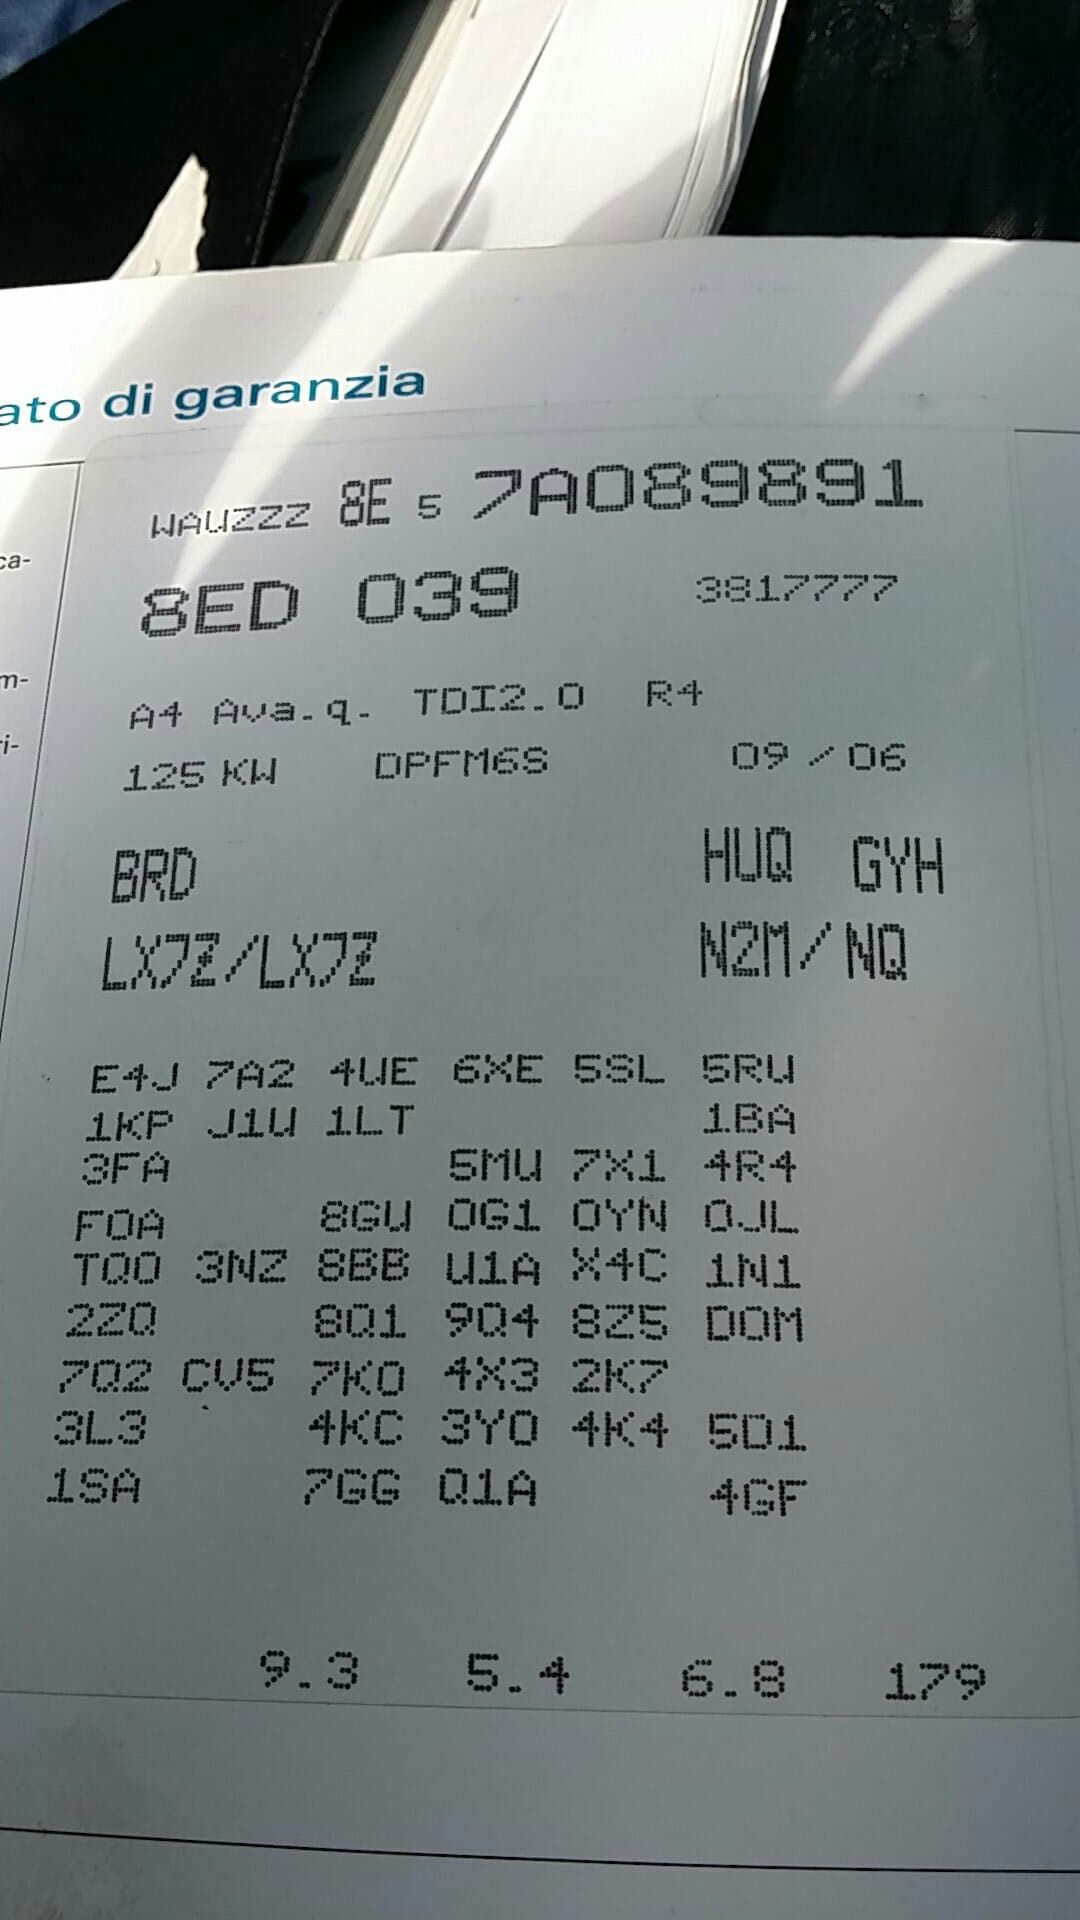 ato di garanzia
WAUZZZ 8E 5 7A089891
8ED 039 3817777
A4 Ava.q. TDI2.0 R4
125 KW DPFM6S 09/06
BRD HUQ GYH
LX7Z/LX7Z N2M/NQ
E4J 7A2 4UE 6XE 5SL 5RU
1KP J1U 1LT 1BA
3FA 5MU 7X1 4R4
F0A 8GU 0G1 0YN 0JL
TQ0 3NZ 8BB U1A X4C 1N1
2ZQ 8Q1 9Q4 8Z5 D0M
7Q2 CV5 7K0 4X3 2K7
3L3 4KC 3Y0 4K4 5D1
1SA 7GG Q1A 4GF
9.3 5.4 6.8 179
ca-
m-
ri-